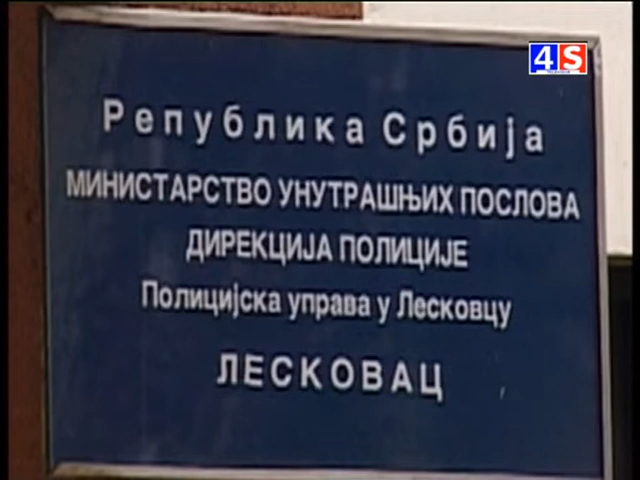 4S
Република Србија
МИНИСТАРСТВО УНУТРАШЊИХ ПОСЛОВА
ДИРЕКЦИЈА ПОЛИЦИЈЕ
Полицијска управа у Лесковцу
ЛЕСКОВАЦ